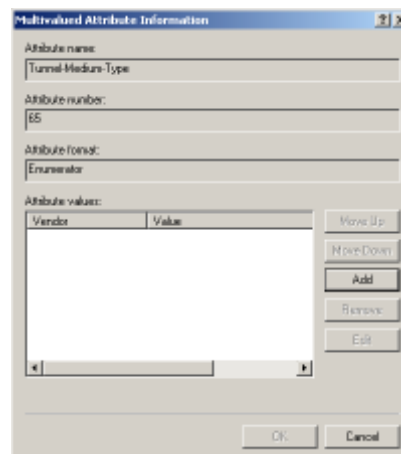 Multivalued Attribute Information
Attribute name:
Tunnel-Medium-Type
Attribute number:
65
Attribute format:
Enumerator
Attribute values:
Vendor Value
Move Up
Move Down
Add
Remove
Edit
OK Cancel